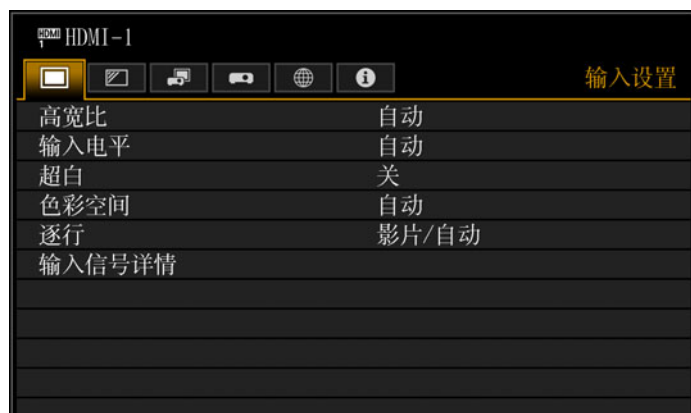 HDMI 1 HDMI-1
输入设置
高宽比 自动
输入电平 自动
超白 关
色彩空间 自动
逐行 影片/自动
输入信号详情